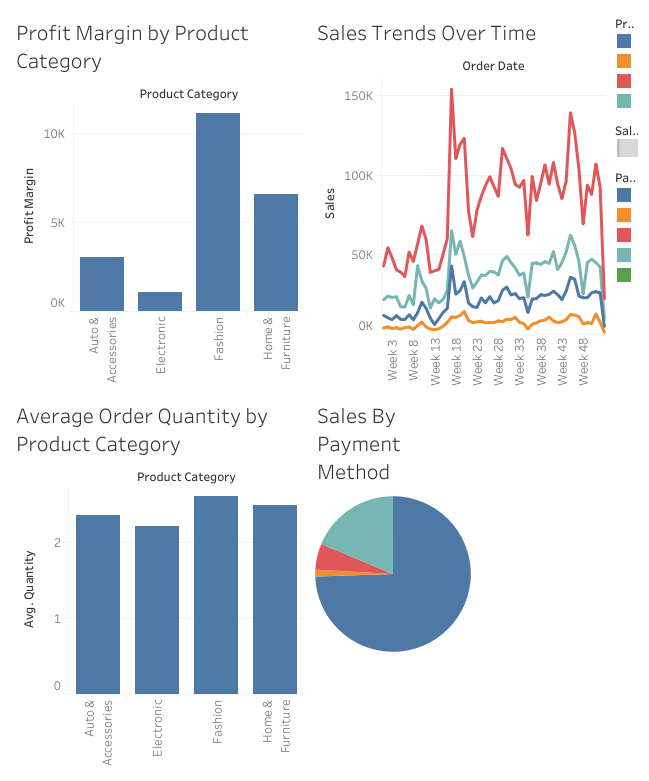 Profit Margin by Product
Category
Product Category
Profit Margin
10K
5K
0K
Auto &
Accessories
Electronic
Fashion
Home &
Furniture
Sales Trends Over Time
Order Date
Sales
150K
100K
50K
0K
Week 3
Week 8
Week 13
Week 18
Week 23
Week 28
Week 33
Week 38
Week 43
Week 48
Pr..
Sal..
Pa..
Average Order Quantity by
Product Category
Product Category
Avg. Quantity
2
1
0
Auto &
Accessories
Electronic
Fashion
Home &
Furniture
Sales By
Payment
Method